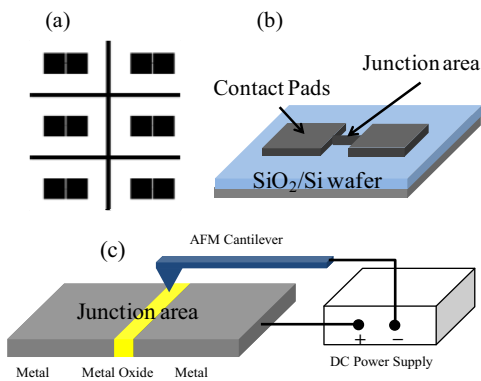 (a)
(b)
Junction area
Contact Pads
SiO₂/Si wafer
(c)
AFM Cantilever
Junction area
+ −
Metal Metal Oxide Metal
DC Power Supply